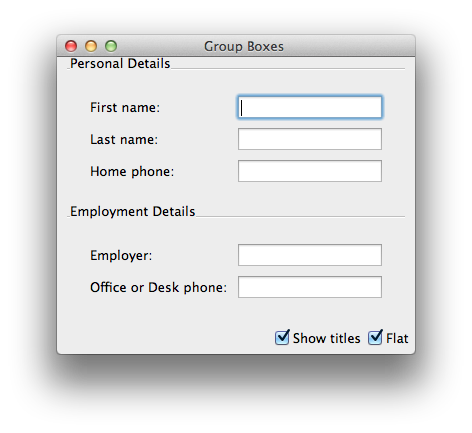 Group Boxes
Personal Details
First name:
Last name:
Home phone:
Employment Details
Employer:
Office or Desk phone:
Show titles Flat